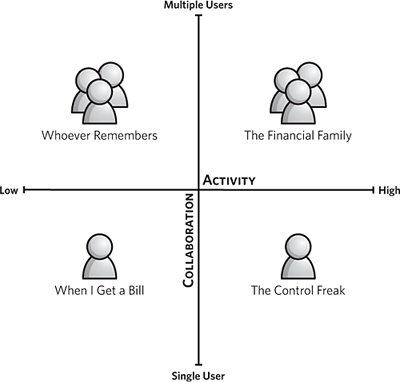 Multiple Users
Whoever Remembers
The Financial Family
ACTIVITY
Low
High
COLLABORATION
When I Get a Bill
The Control Freak
Single User